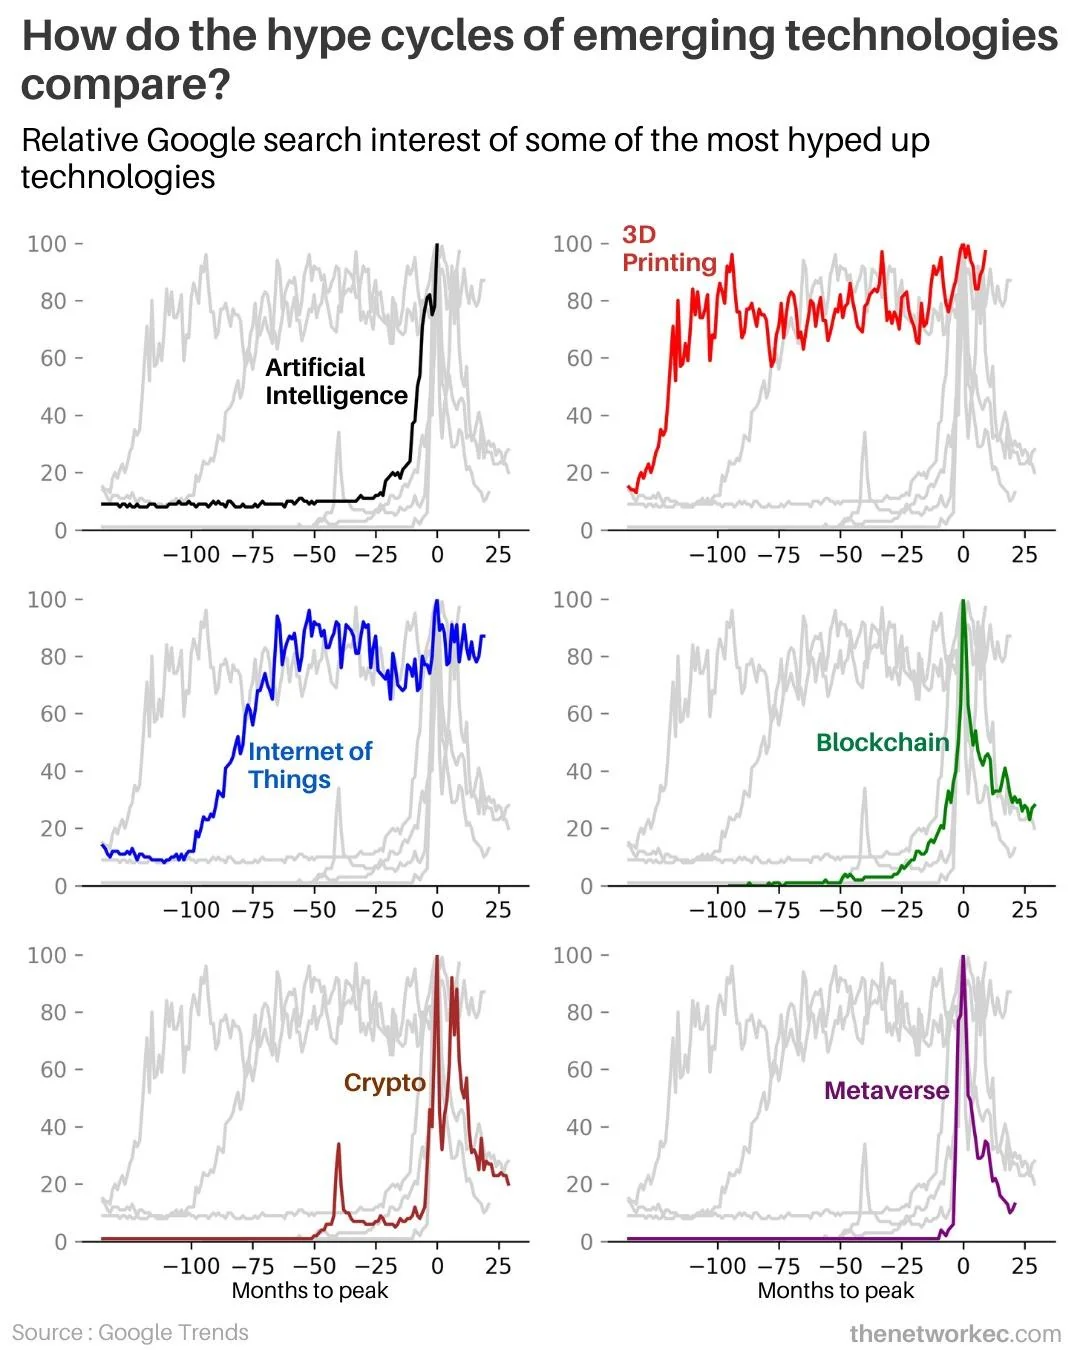 How do the hype cycles of emerging technologies
compare?
Relative Google search interest of some of the most hyped up
technologies
100
80
60
40
20
0
Artificial
Intelligence
−100 −75 −50 −25 0 25
100
80
60
40
20
0
3D
Printing
−100 −75 −50 −25 0 25
100
80
60
40
20
0
Internet of
Things
−100 −75 −50 −25 0 25
100
80
60
40
20
0
Blockchain
−100 −75 −50 −25 0 25
100
80
60
40
20
0
Crypto
−100 −75 −50 −25 0 25
Months to peak
100
80
60
40
20
0
Metaverse
−100 −75 −50 −25 0 25
Months to peak
Source : Google Trends
thenetworkec.com